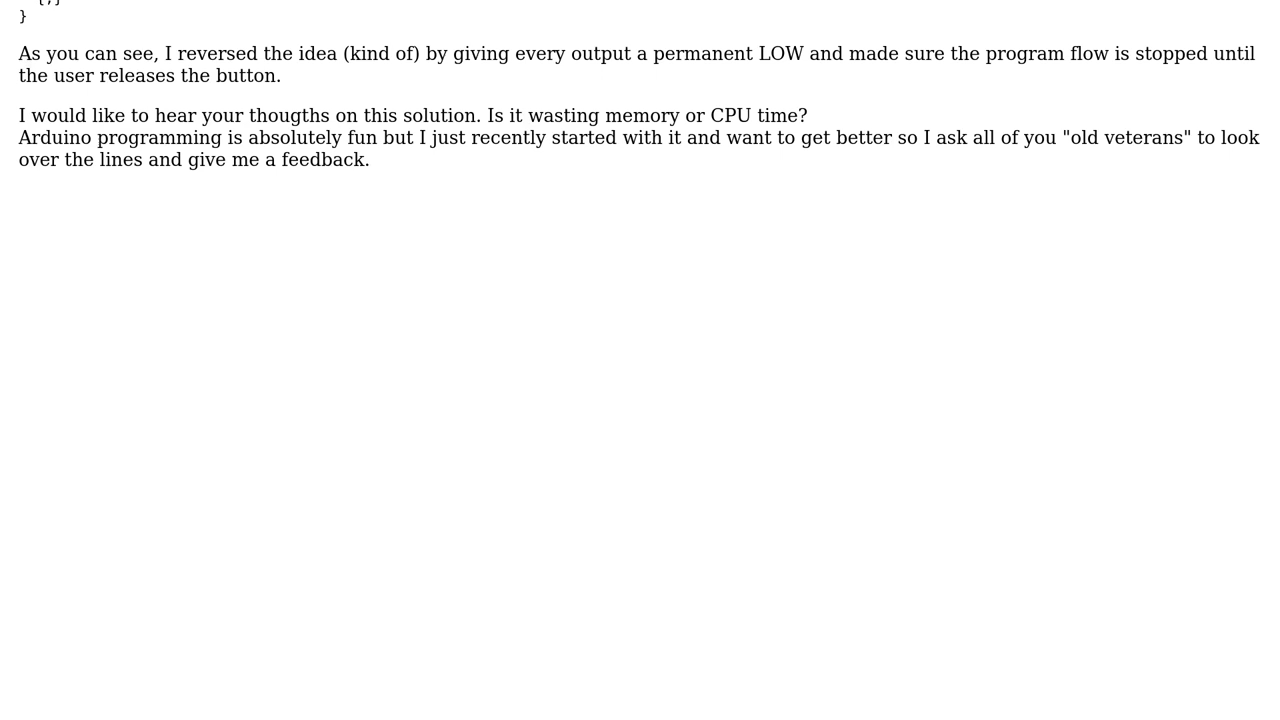 }
As you can see, I reversed the idea (kind of) by giving every output a permanent LOW and made sure the program flow is stopped until
the user releases the button.
I would like to hear your thougths on this solution. Is it wasting memory or CPU time?
Arduino programming is absolutely fun but I just recently started with it and want to get better so I ask all of you "old veterans" to look
over the lines and give me a feedback.